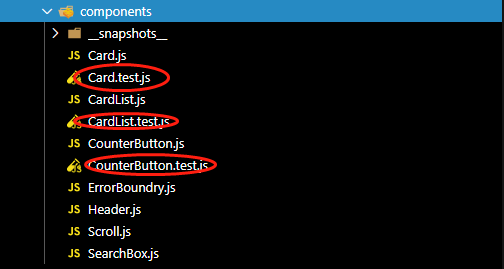 components
__snapshots__
JS Card.js
Card.test.js
JS CardList.js
CardList.test.js
JS CounterButton.js
CounterButton.test.js
JS ErrorBoundry.js
JS Header.js
JS Scroll.js
JS SearchBox.js